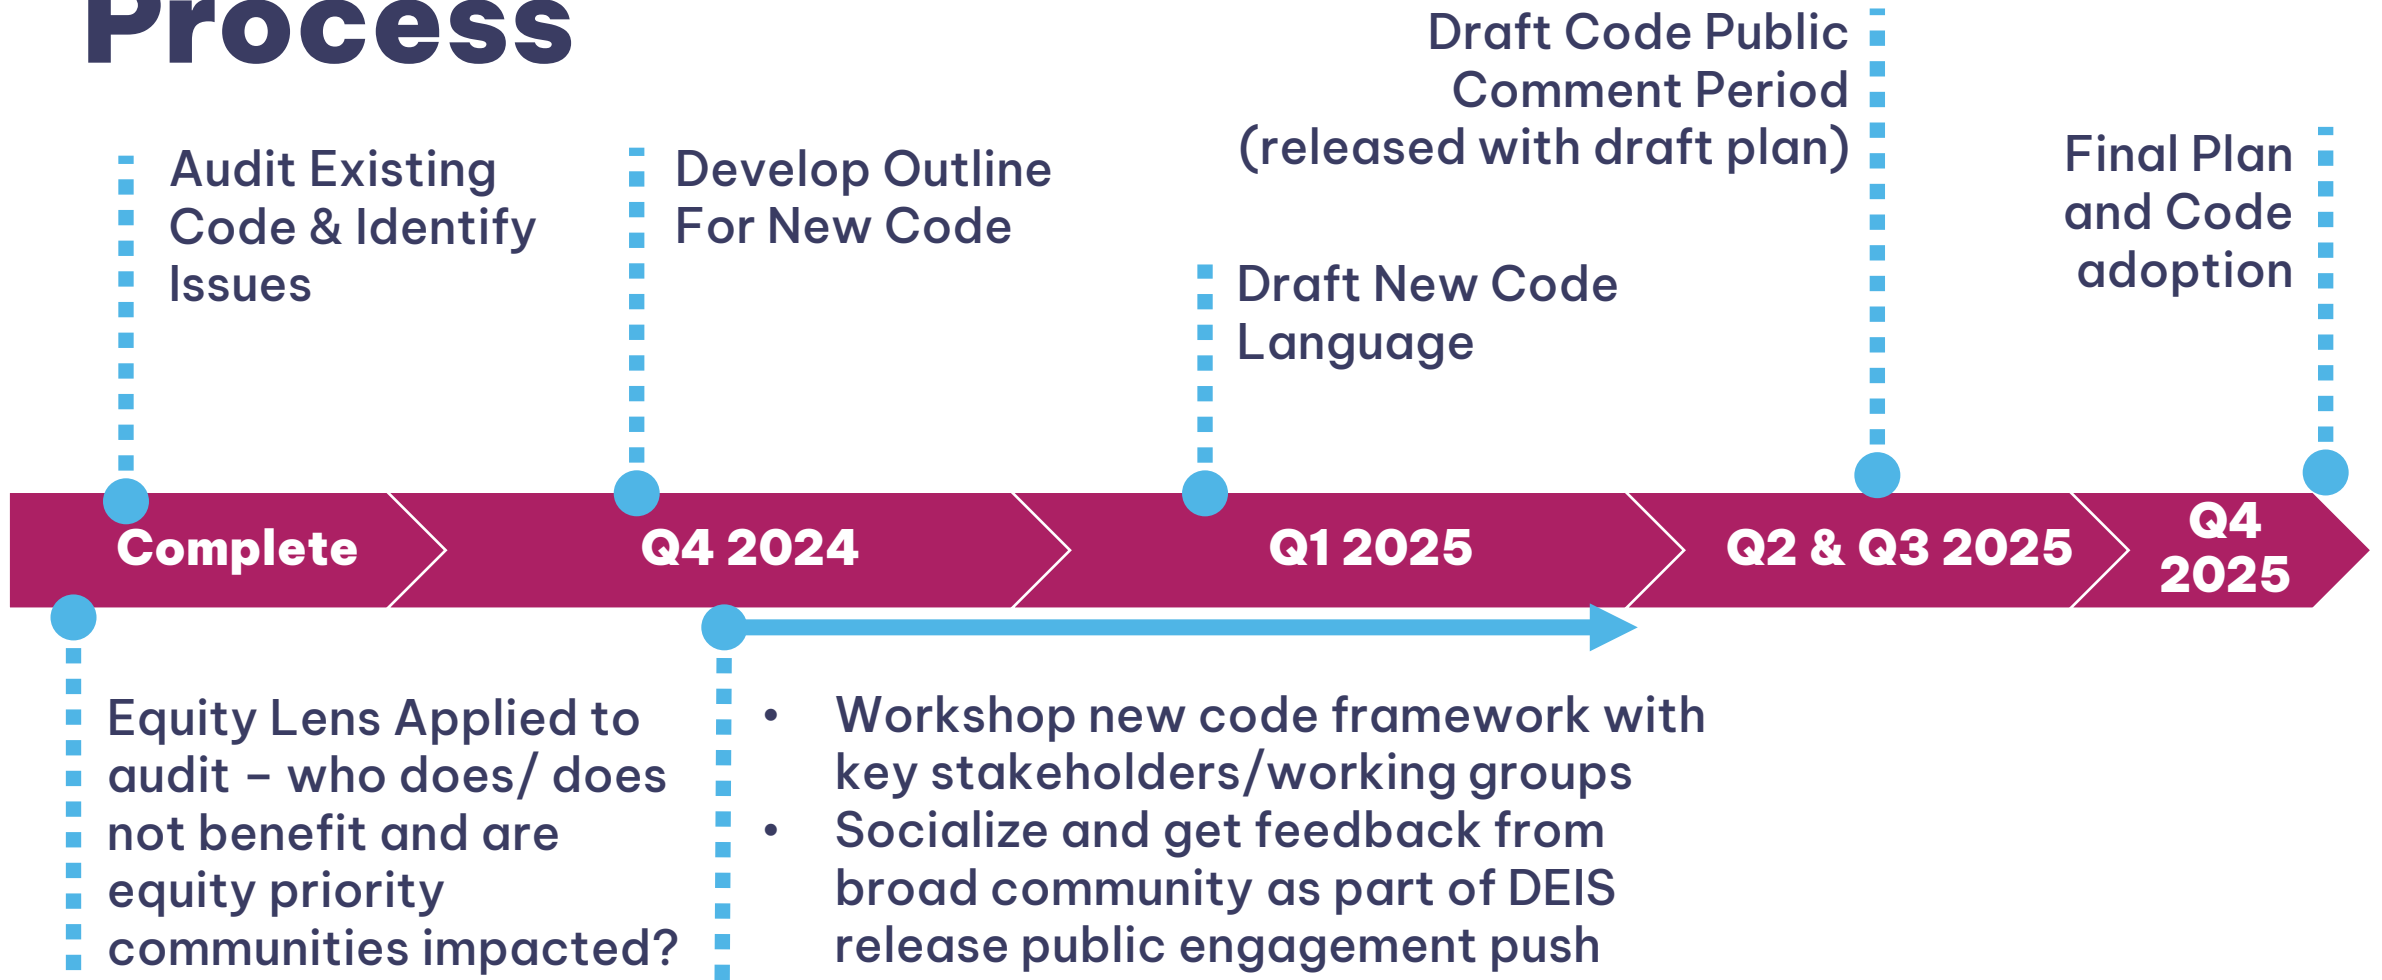 Process
Draft Code Public
Comment Period
(released with draft plan)
Audit Existing
Code & Identify
Issues
Develop Outline
For New Code
Draft New Code
Language
Final Plan
and Code
adoption
Complete
Q4 2024
Q1 2025
Q2 & Q3 2025
Q4
2025
Equity Lens Applied to
audit – who does/ does
not benefit and are
equity priority
communities impacted?
• Workshop new code framework with
key stakeholders/working groups
• Socialize and get feedback from
broad community as part of DEIS
release public engagement push